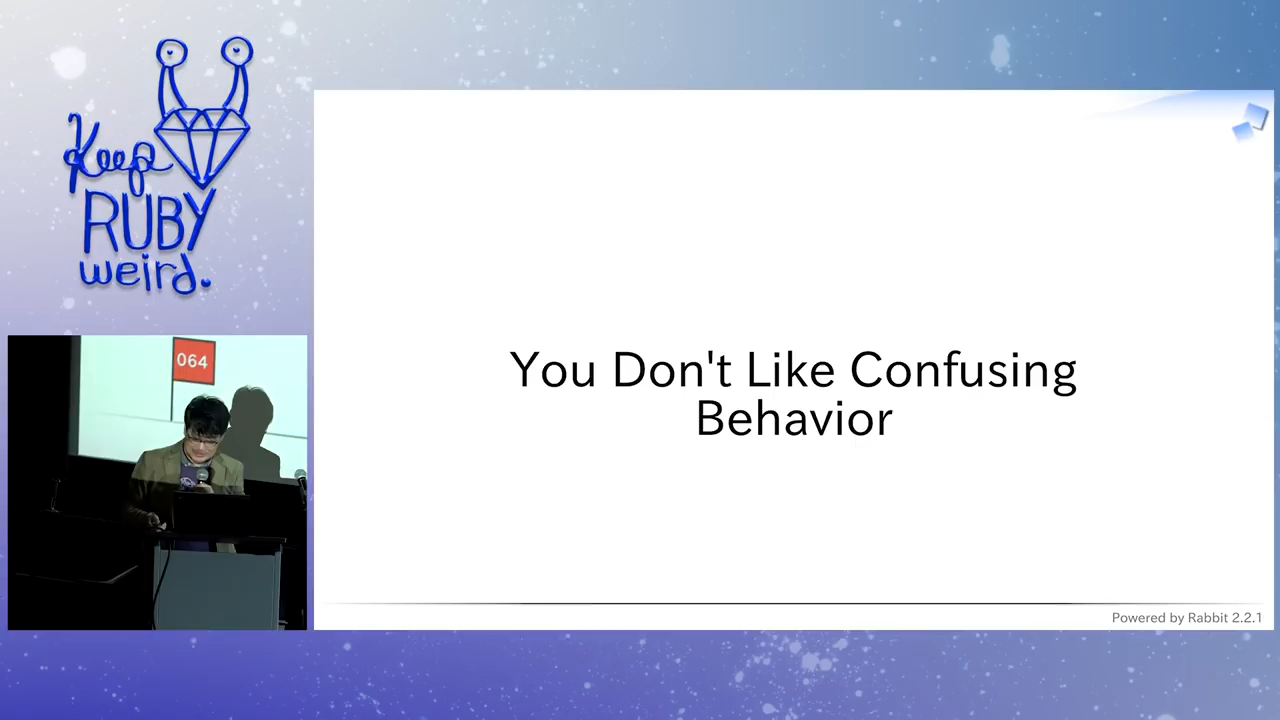 Keep
RUBY
weird.
064
You Don't Like Confusing
Behavior
Powered by Rabbit 2.2.1